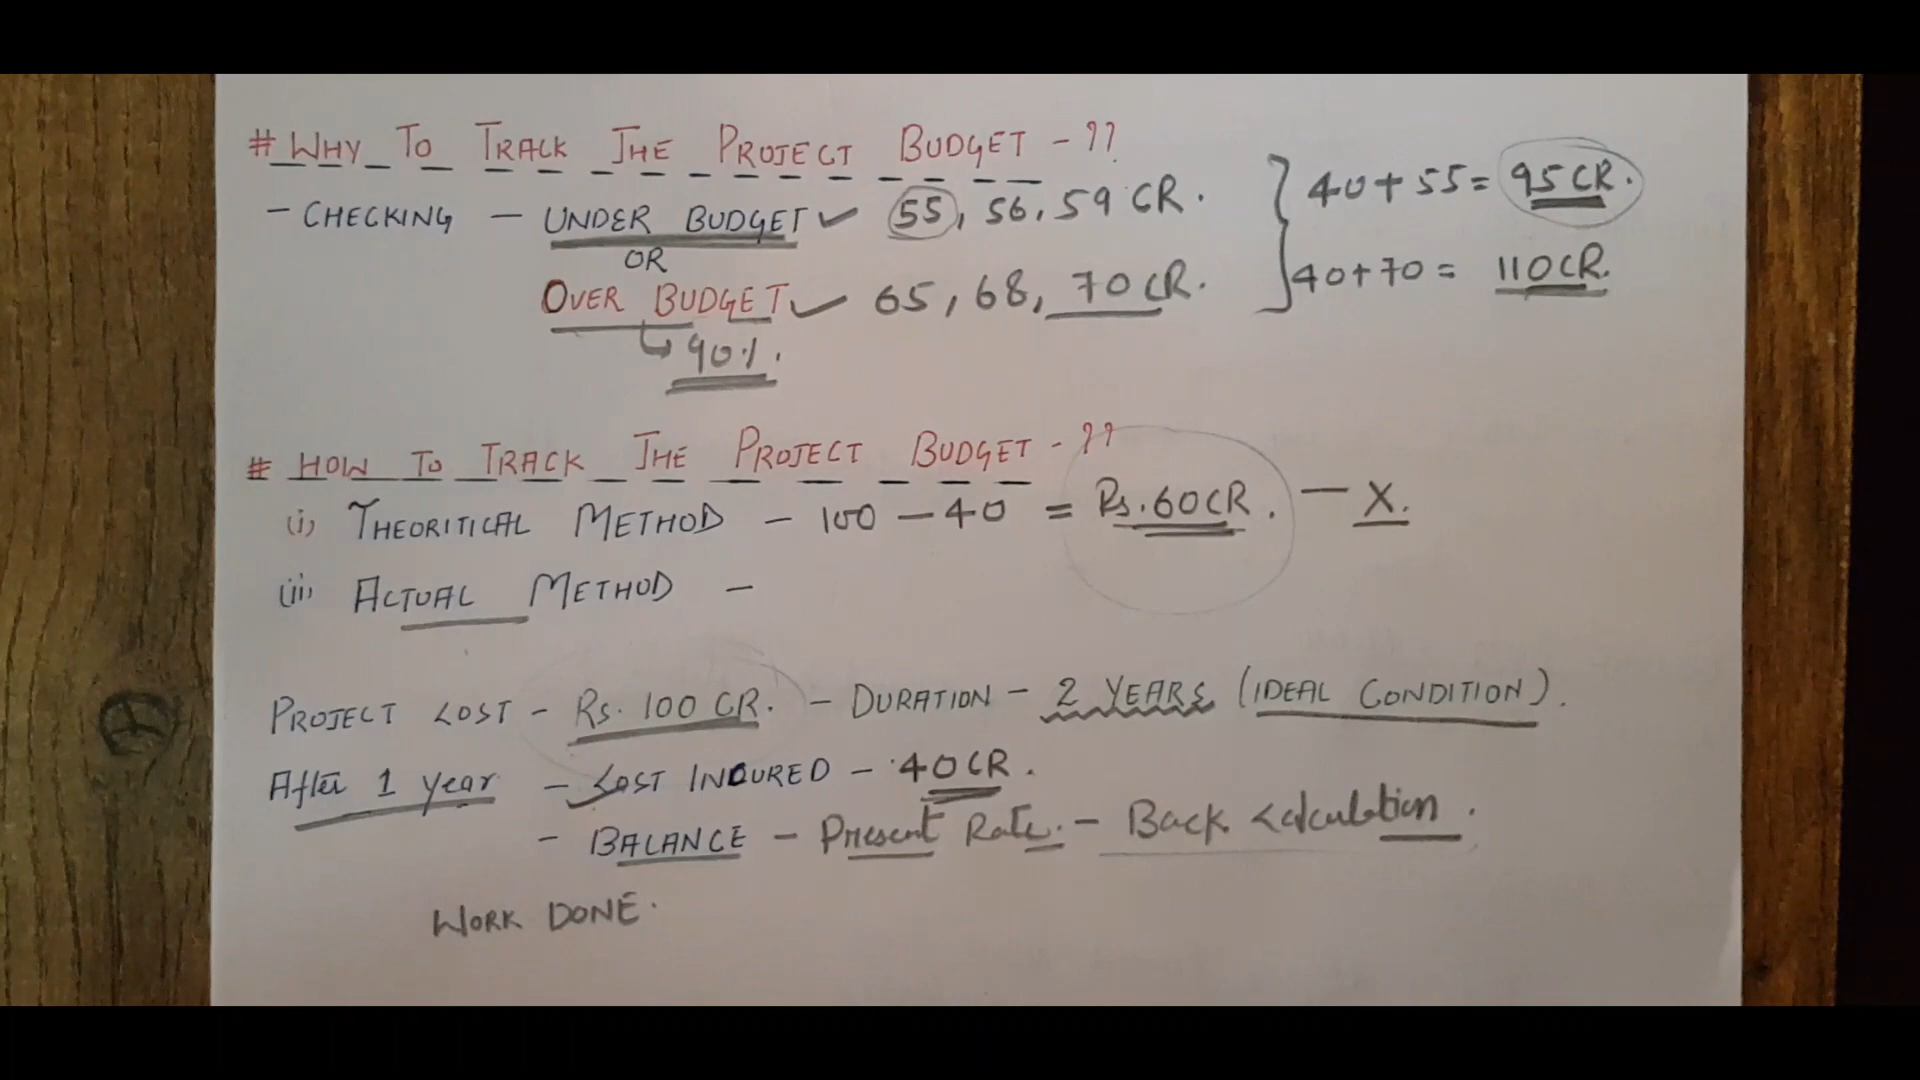 # WHY TO TRACK THE PROJECT BUDGET - ??
- CHECKING - UNDER BUDGET ✓ 55, 56, 59 CR. } 40+55= 95 CR.
OR
OVER BUDGET ✓ 65, 68, 70 CR. 40+70= 110 CR.
↳ 90%.
# HOW TO TRACK THE PROJECT BUDGET - ??
(i) THEORITICAL METHOD - 100 - 40 = Rs. 60 CR. - X.
(ii) ACTUAL METHOD -
PROJECT COST - Rs. 100 CR. - DURATION - 2 YEARS (IDEAL CONDITION).
After 1 year - COST INCURED - 40 CR.
- BALANCE - Present Rate. - Back calculation.
WORK DONE.